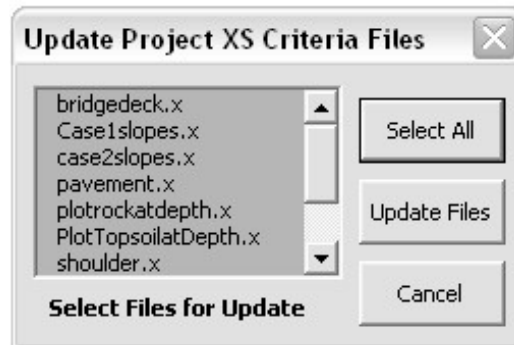 Update Project XS Criteria Files
bridgedeck.x
Case1slopes.x
case2slopes.x
pavement.x
plotrockatdepth.x
PlotTopsoilatDepth.x
shoulder.x
Select Files for Update
Select All
Update Files
Cancel